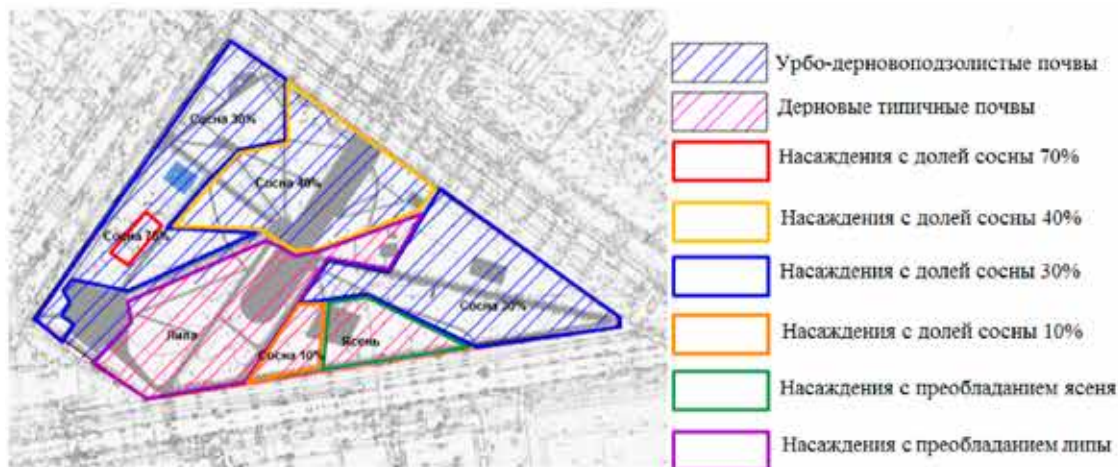 Сосна 30%
Сосна 40%
Сосна 70%
Сосна 30%
Липа
Сосна 10%
Ясень
Урбо-дерновоподзолистые почвы
Дерновые типичные почвы
Насаждения с долей сосны 70%
Насаждения с долей сосны 40%
Насаждения с долей сосны 30%
Насаждения с долей сосны 10%
Насаждения с преобладанием ясеня
Насаждения с преобладанием липы